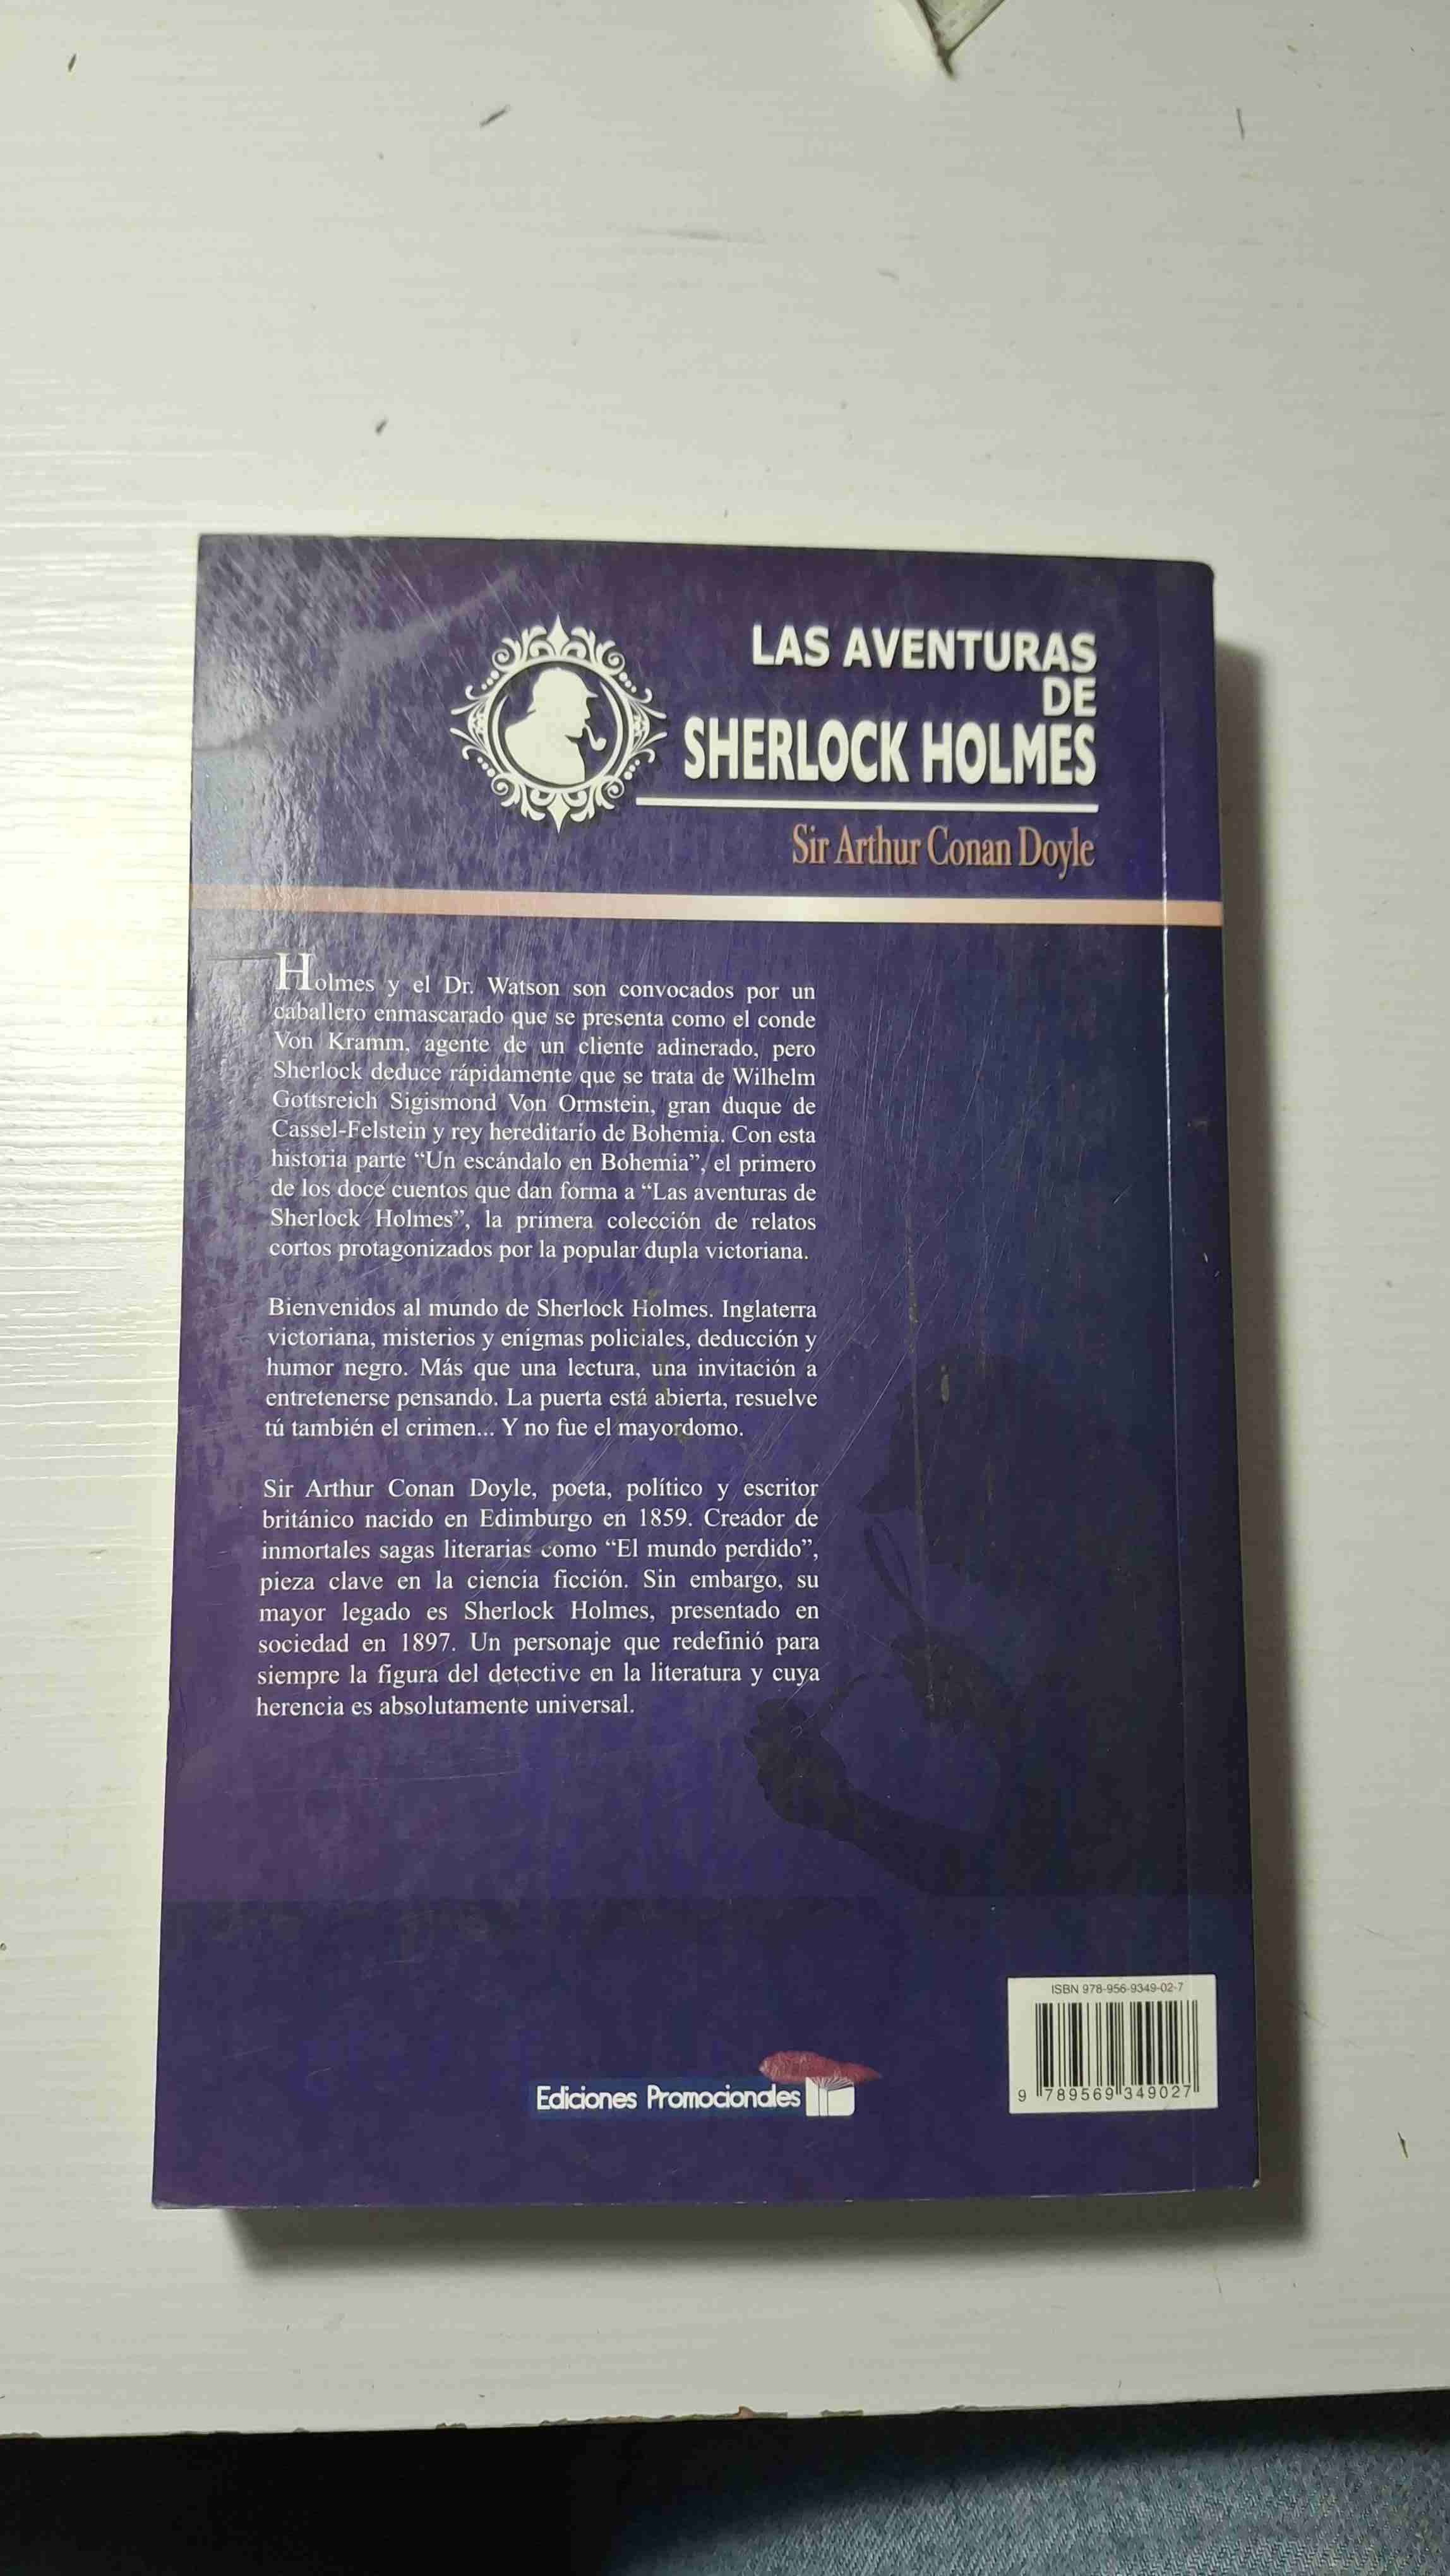 LAS AVENTURAS
DE
SHERLOCK HOLMES
Sir Arthur Conan Doyle
Holmes y el Dr. Watson son convocados por un
caballero enmascarado que se presenta como el conde
Von Kramm, agente de un cliente adinerado, pero
Sherlock deduce rápidamente que se trata de Wilhelm
Gottsreich Sigismond Von Ormstein, gran duque de
Cassel-Felstein y rey hereditario de Bohemia. Con esta
historia parte “Un escándalo en Bohemia”, el primero
de los doce cuentos que dan forma a “Las aventuras de
Sherlock Holmes”, la primera colección de relatos
cortos protagonizados por la popular dupla victoriana.
Bienvenidos al mundo de Sherlock Holmes. Inglaterra
victoriana, misterios y enigmas policiales, deducción y
humor negro. Más que una lectura, una invitación a
entretenerse pensando. La puerta está abierta, resuelve
tú también el crimen... Y no fue el mayordomo.
Sir Arthur Conan Doyle, poeta, político y escritor
británico nacido en Edimburgo en 1859. Creador de
inmortales sagas literarias como “El mundo perdido”,
pieza clave en la ciencia ficción. Sin embargo, su
mayor legado es Sherlock Holmes, presentado en
sociedad en 1897. Un personaje que redefinió para
siempre la figura del detective en la literatura y cuya
herencia es absolutamente universal.
ISBN 978-956-9349-02-7
9 789569 349027
Ediciones Promocionales